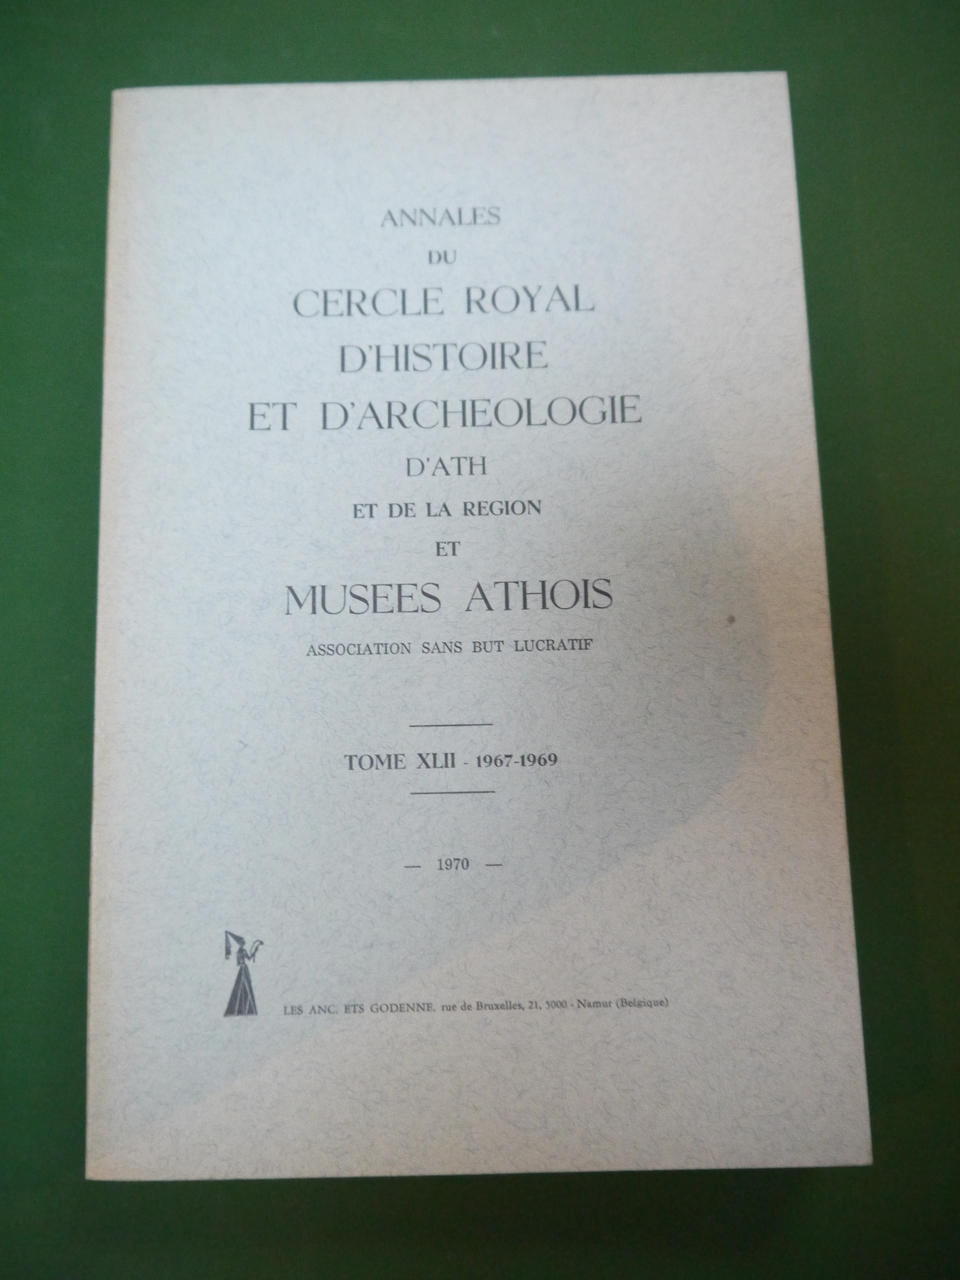 ANNALES
DU
CERCLE ROYAL
D'HISTOIRE
ET D'ARCHEOLOGIE
D'ATH
ET DE LA REGION
ET
MUSEES ATHOIS
ASSOCIATION SANS BUT LUCRATIF
TOME XLII - 1967-1969
— 1970 —
LES ANC. ETS GODENNE, rue de Bruxelles, 21, 5000 - Namur (Belgique)